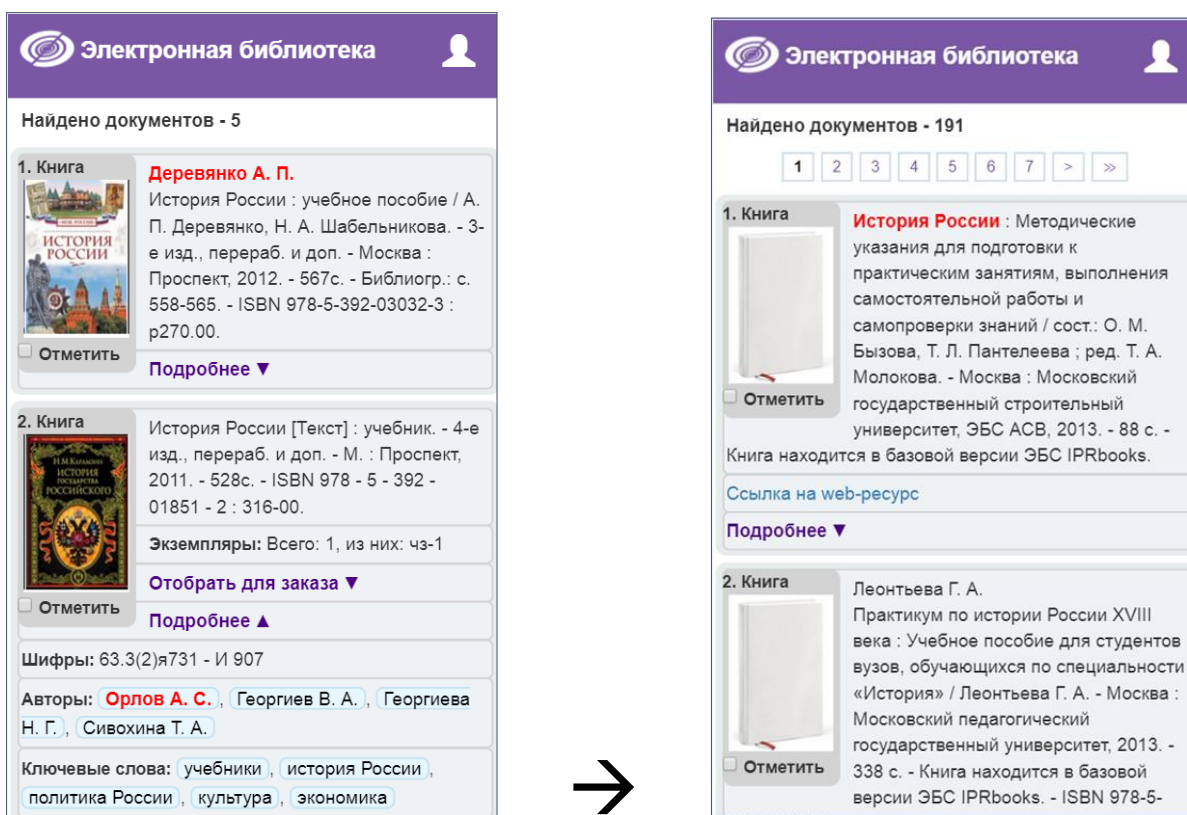 Электронная библиотека
Найдено документов - 5
1. Книга
ИСТОРИЯ
РОССИИ
Отметить
Деревянко А. П.
История России : учебное пособие / А.
П. Деревянко, Н. А. Шабельникова. - 3-
е изд., перераб. и доп. - Москва :
Проспект, 2012. - 567с. - Библиогр.: с.
558-565. - ISBN 978-5-392-03032-3 :
р270.00.
Подробнее ▼
2. Книга
Н.М.Карамзин
ИСТОРИЯ
ГОСУДАРСТВА
РОССИЙСКОГО
Отметить
История России [Текст] : учебник. - 4-е
изд., перераб. и доп. - М. : Проспект,
2011. - 528с. - ISBN 978 - 5 - 392 -
01851 - 2 : 316-00.
Экземпляры: Всего: 1, из них: чз-1
Отобрать для заказа ▼
Подробнее ▲
Шифры: 63.3(2)я731 - И 907
Авторы: Орлов А. С. , Георгиев В. А. , Георгиева
Н. Г. , Сивохина Т. А.
Ключевые слова: учебники , история России ,
политика России , культура , экономика
→
Электронная библиотека
Найдено документов - 191
1 2 3 4 5 6 7 > >>
1. Книга
Отметить
История России : Методические
указания для подготовки к
практическим занятиям, выполнения
самостоятельной работы и
самопроверки знаний / сост.: О. М.
Бызова, Т. Л. Пантелеева ; ред. Т. А.
Молокова. - Москва : Московский
государственный строительный
университет, ЭБС АСВ, 2013. - 88 с. -
Книга находится в базовой версии ЭБС IPRbooks.
Ссылка на web-ресурс
Подробнее ▼
2. Книга
Отметить
Леонтьева Г. А.
Практикум по истории России XVIII
века : Учебное пособие для студентов
вузов, обучающихся по специальности
«История» / Леонтьева Г. А. - Москва :
Московский педагогический
государственный университет, 2013. -
338 с. - Книга находится в базовой
версии ЭБС IPRbooks. - ISBN 978-5-